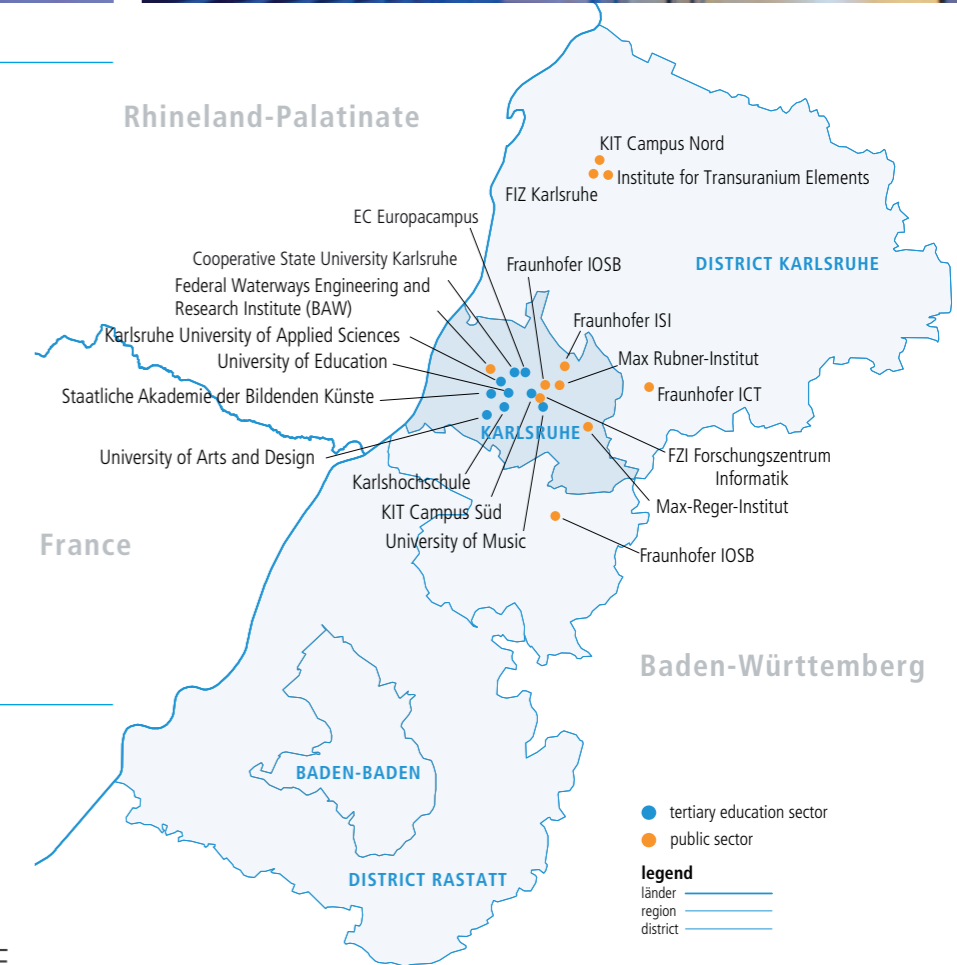 Rhineland-Palatinate
KIT Campus Nord
Institute for Transuranium Elements
FIZ Karlsruhe
EC Europacampus
Cooperative State University Karlsruhe
Fraunhofer IOSB
DISTRICT KARLSRUHE
Federal Waterways Engineering and
Research Institute (BAW)
Fraunhofer ISI
Karlsruhe University of Applied Sciences
University of Education
Max Rubner-Institut
Staatliche Akademie der Bildenden Künste
Fraunhofer ICT
KARLSRUHE
University of Arts and Design
FZI Forschungszentrum
Informatik
Karlshochschule
KIT Campus Süd
Max-Reger-Institut
University of Music
France
Fraunhofer IOSB
Baden-Württemberg
BADEN-BADEN
tertiary education sector
public sector
legend
länder
region
district
DISTRICT RASTATT